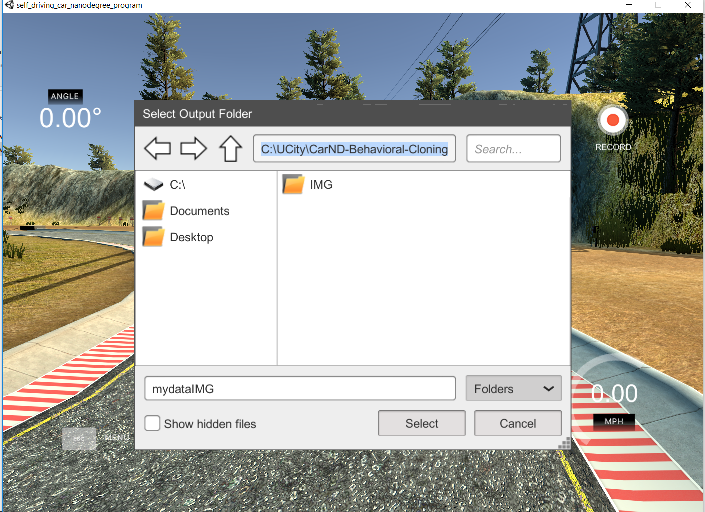 self_driving_car_nanodegree_program
ANGLE
0.00°
RECORD
Select Output Folder
C:\UCity\CarND-Behavioral-Cloning
Search...
C:\
Documents
Desktop
IMG
mydataIMG
Folders
Show hidden files
Select
Cancel
0.00
MPH
ESC
MENU